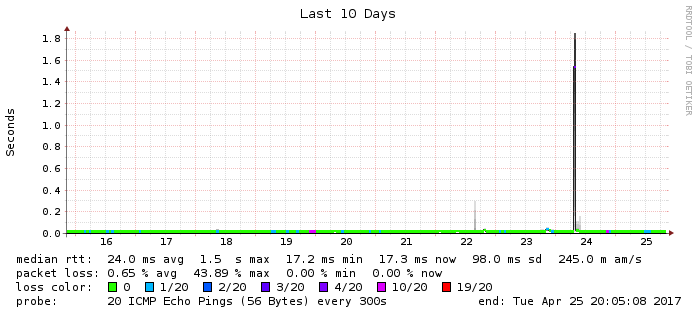 Last 10 Days
RRDTOOL / TOBI OETIKER
Seconds
1.8
1.6
1.4
1.2
1.0
0.8
0.6
0.4
0.2
0.0
16 17 18 19 20 21 22 23 24 25
median rtt: 24.0 ms avg 1.5 s max 17.2 ms min 17.3 ms now 98.0 ms sd 245.0 m am/s
packet loss: 0.65 % avg 43.89 % max 0.00 % min 0.00 % now
loss color: 0 1/20 2/20 3/20 4/20 10/20 19/20
probe: 20 ICMP Echo Pings (56 Bytes) every 300s end: Tue Apr 25 20:05:08 2017